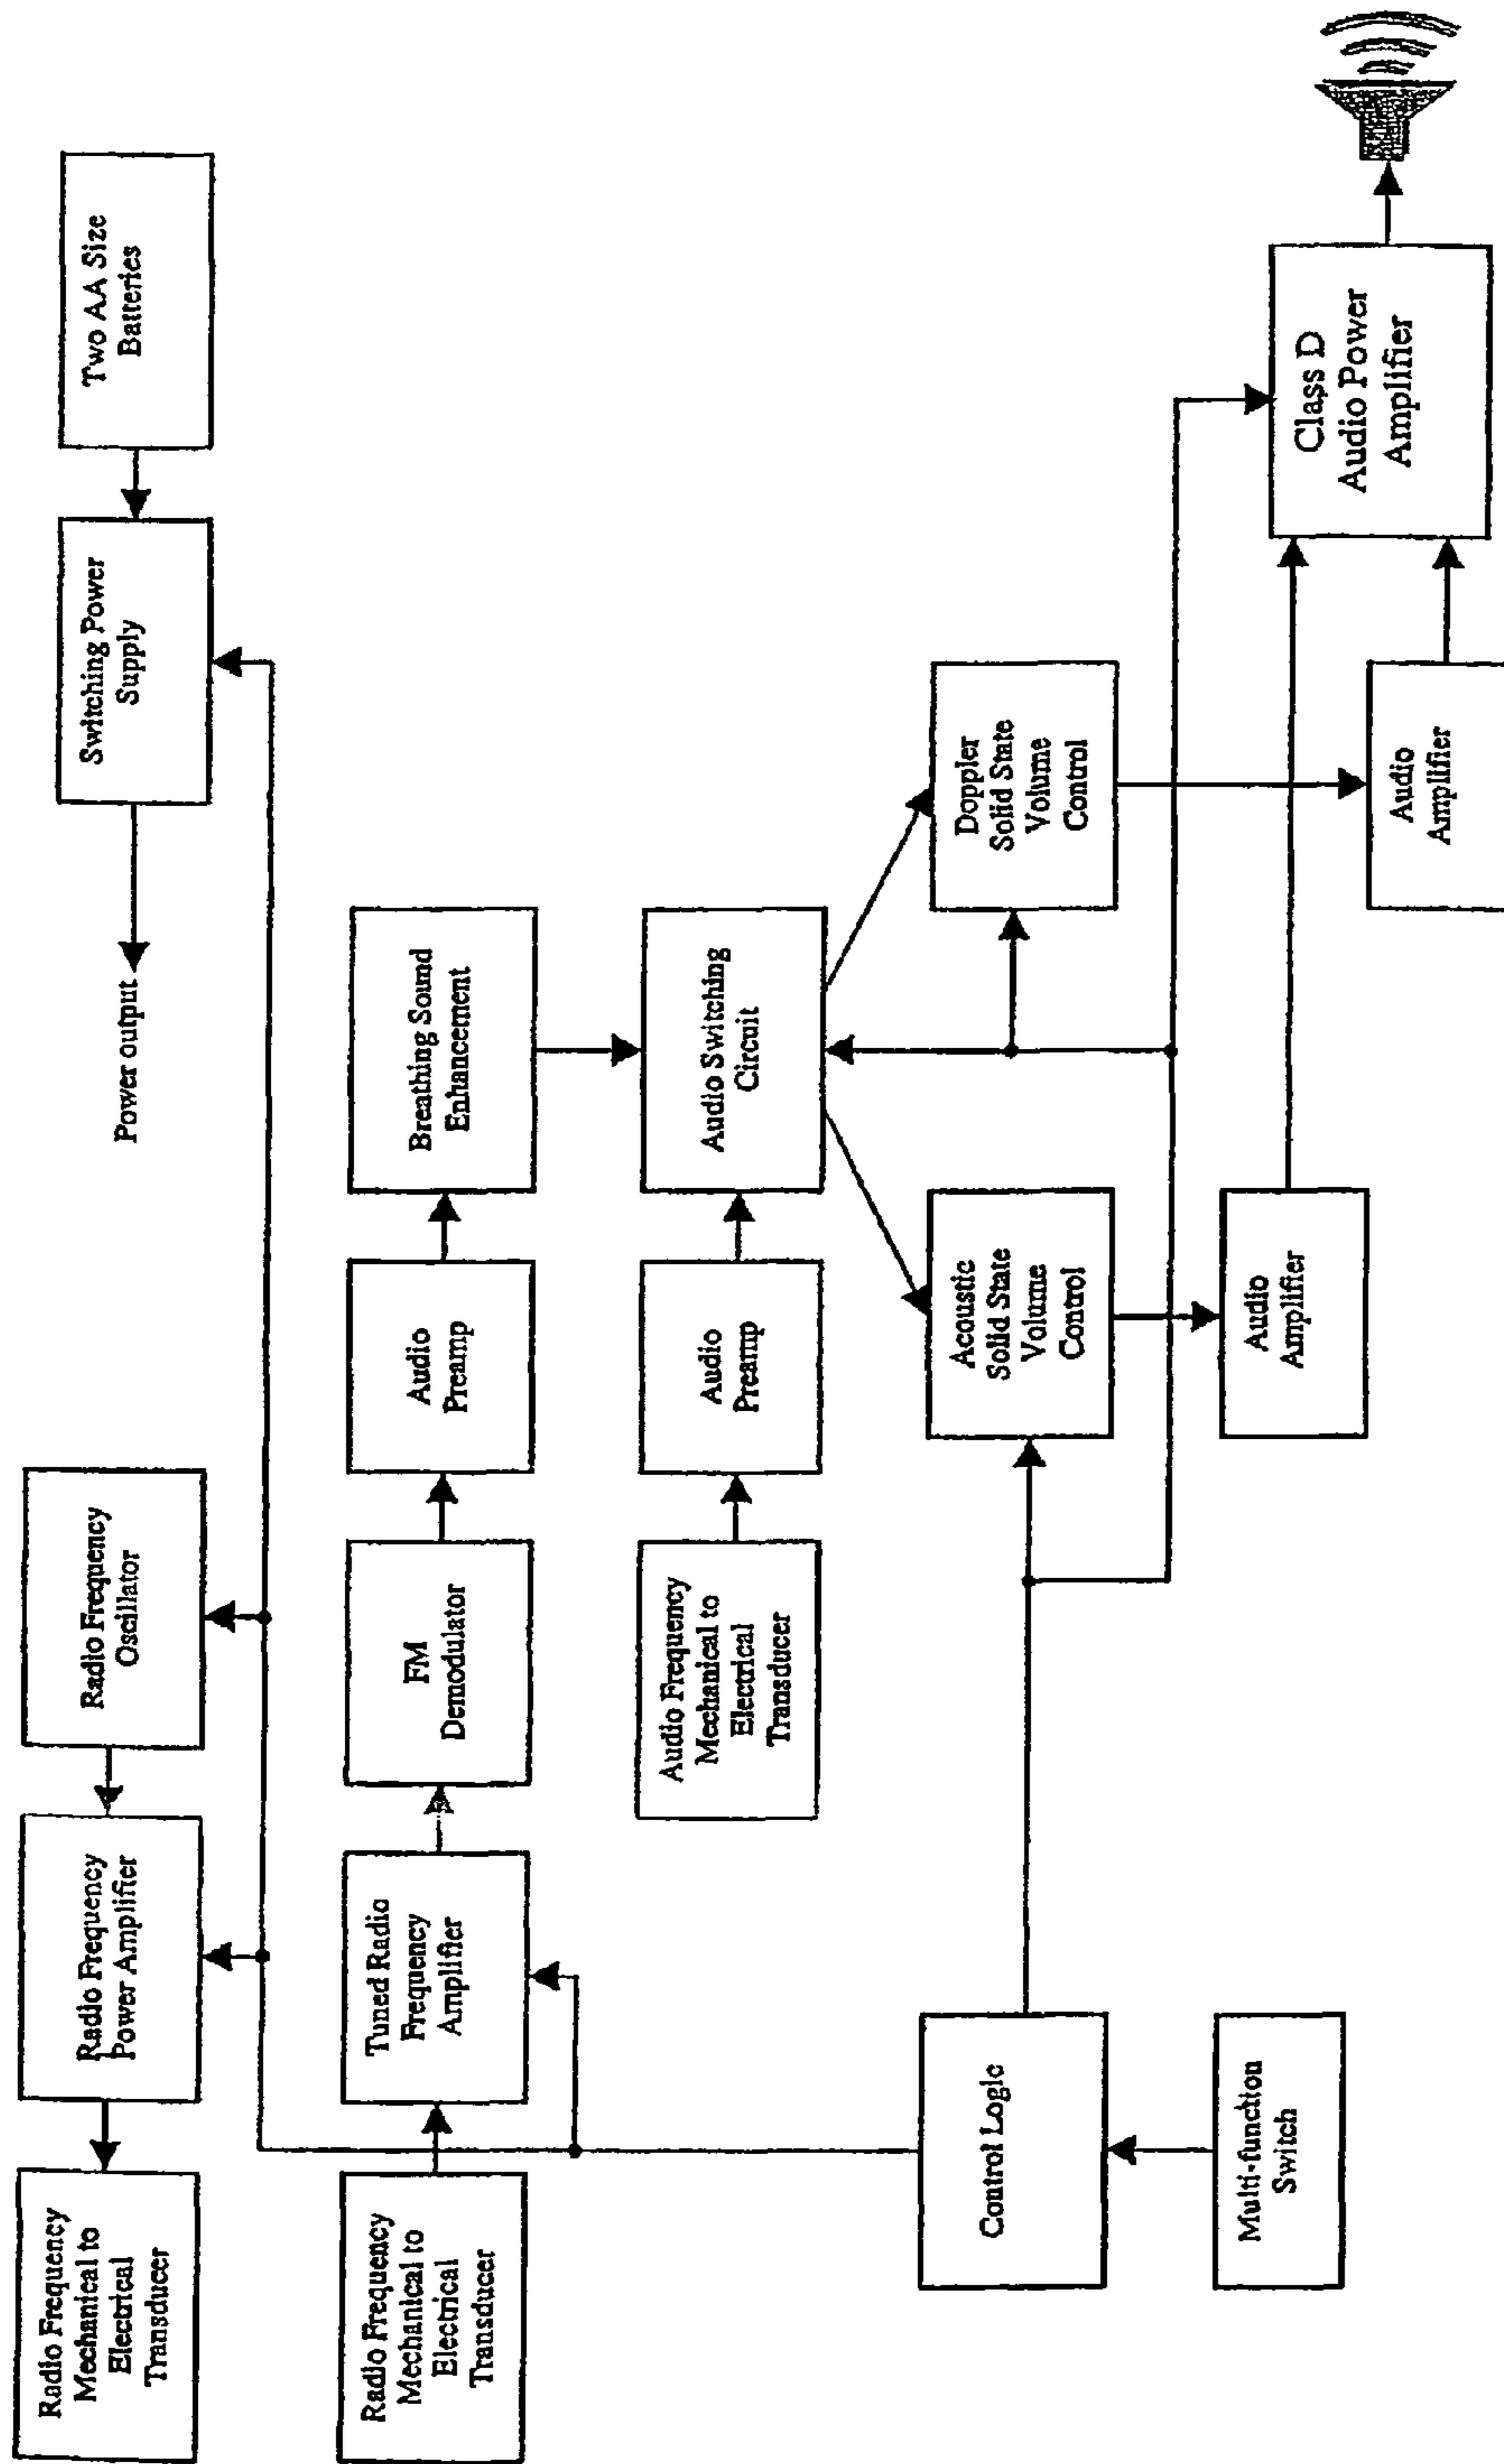 Radio Frequency
Mechanical to
Electrical
Transducer
Radio Frequency
Power Amplifier
Radio Frequency
Oscillator
Power output
Switching Power
Supply
Two AA Size
Batteries
Radio Frequency
Mechanical to
Electrical
Transducer
Tuned Radio
Frequency
Amplifier
FM
Demodulator
Audio
Preamp
Breathing Sound
Enhancement
Audio Frequency
Mechanical to
Electrical
Transducer
Audio
Preamp
Audio Switching
Circuit
Control Logic
Acoustic
Solid State
Volume
Control
Doppler
Solid State
Volume
Control
Multi-function
Switch
Audio
Amplifier
Audio
Amplifier
Class D
Audio Power
Amplifier